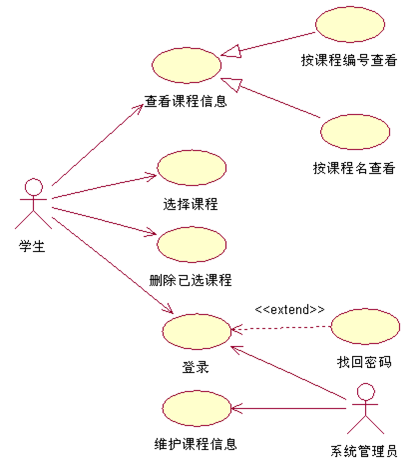 按课程编号查看
查看课程信息
按课程名查看
选择课程
学生
删除已选课程
<<extend>>
登录
找回密码
维护课程信息
系统管理员